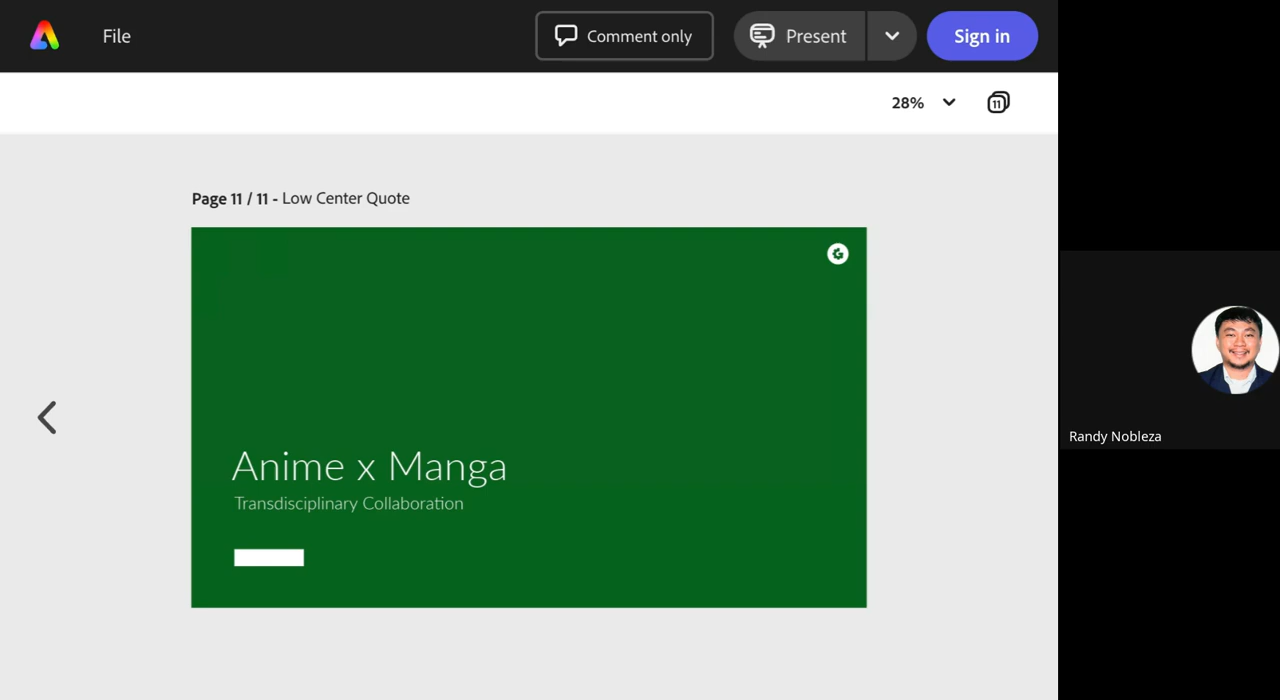 File
Comment only
Present
Sign in
28%
11
Page 11 / 11 - Low Center Quote
Anime x Manga
Transdisciplinary Collaboration
Randy Nobleza